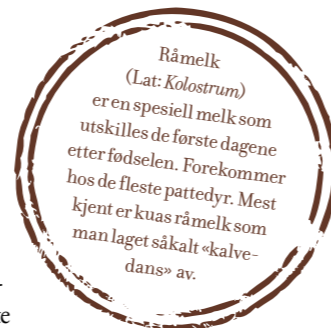 Råmelk
(Lat: Kolostrum)
er en spesiell melk som
utskilles de første dagene
etter fødselen. Forekommer
hos de fleste pattedyr. Mest
kjent er kuas råmelk som
man laget såkalt «kalve-
dans» av.